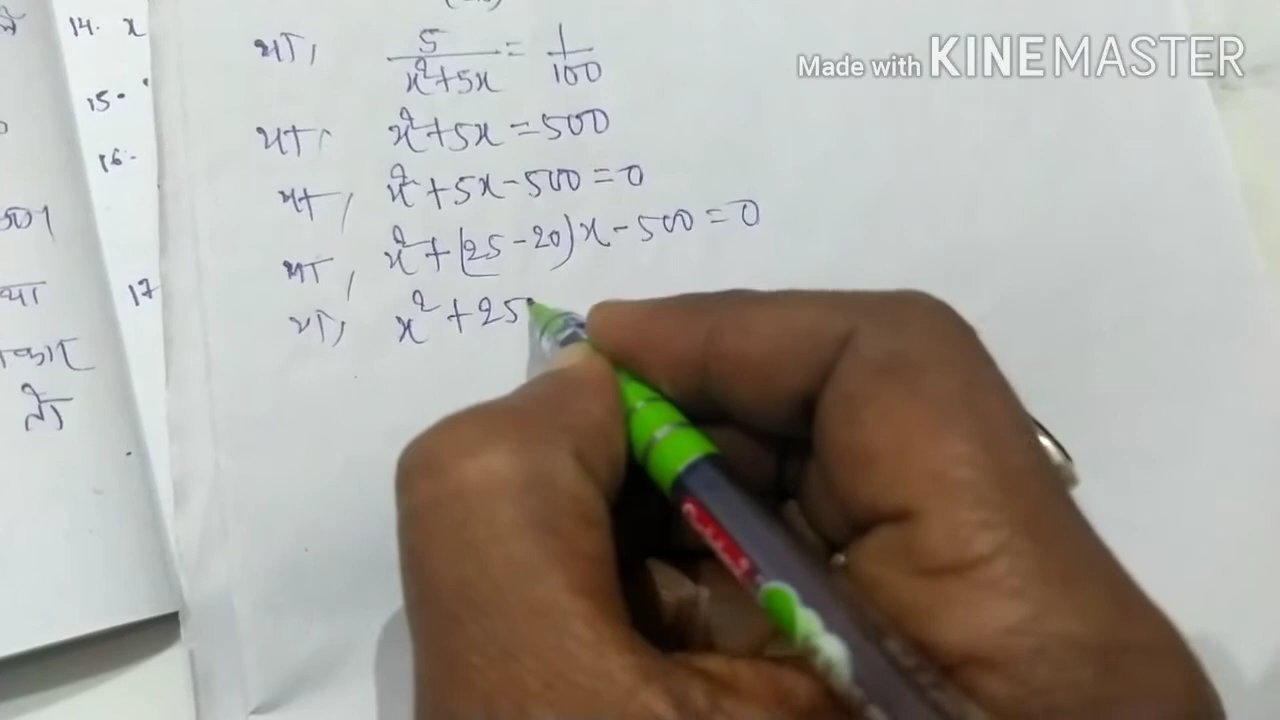 14. x
या, 5/x²+5x = 1/100
Made with KINEMASTER
15.
या, x²+5x=500
16.
या, x²+5x-500=0
या, x²+(25-20)x-500=0
17
या, x²+25